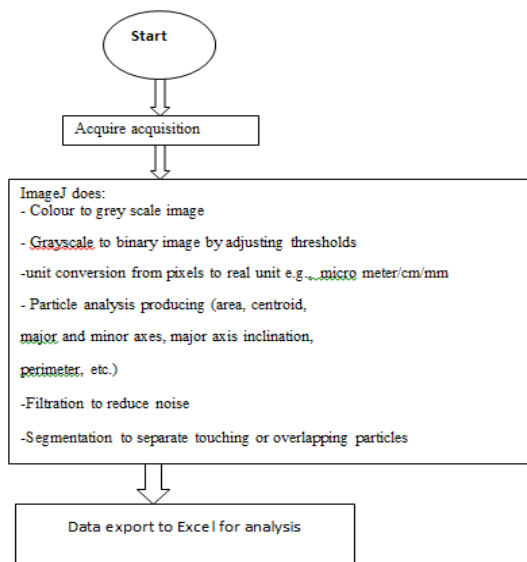 Start
Acquire acquisition
ImageJ does:
- Colour to grey scale image
- Grayscale to binary image by adjusting thresholds
-unit conversion from pixels to real unit e.g., micro meter/cm/mm
- Particle analysis producing (area, centroid,
major and minor axes, major axis inclination,
perimeter, etc.)
-Filtration to reduce noise
-Segmentation to separate touching or overlapping particles
Data export to Excel for analysis